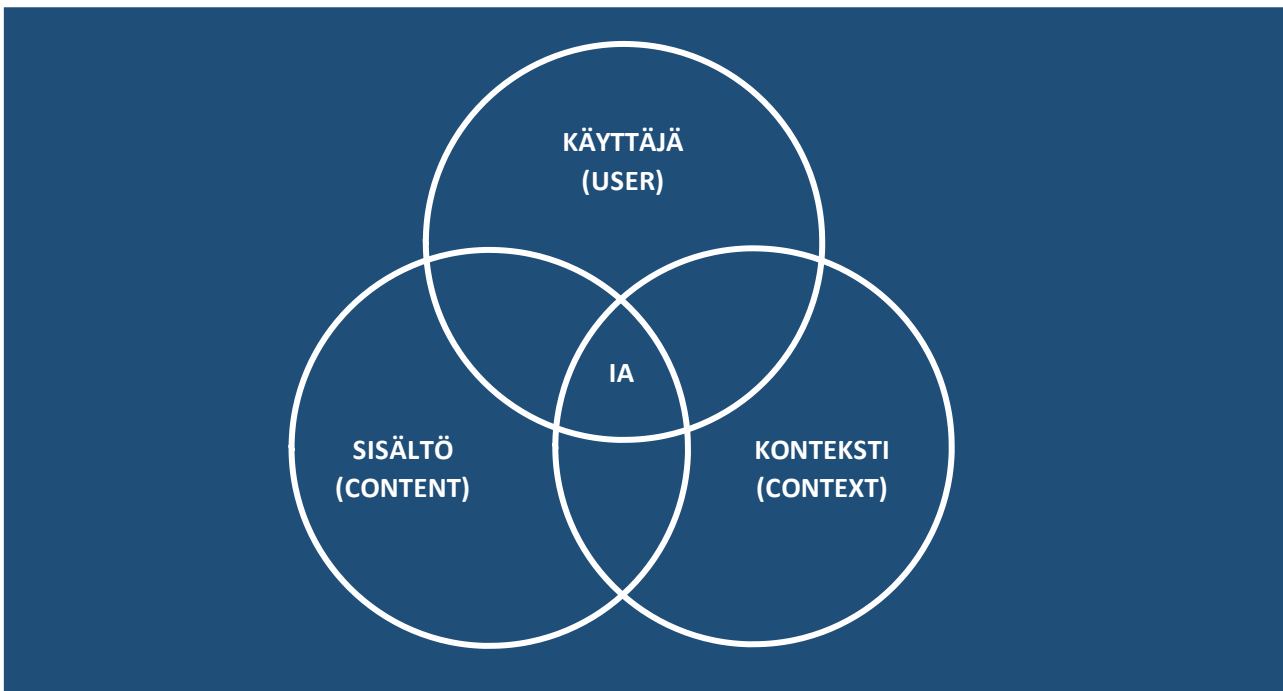 KÄYTTÄJÄ
(USER)
IA
SISÄLTÖ
(CONTENT)
KONTEKSTI
(CONTEXT)